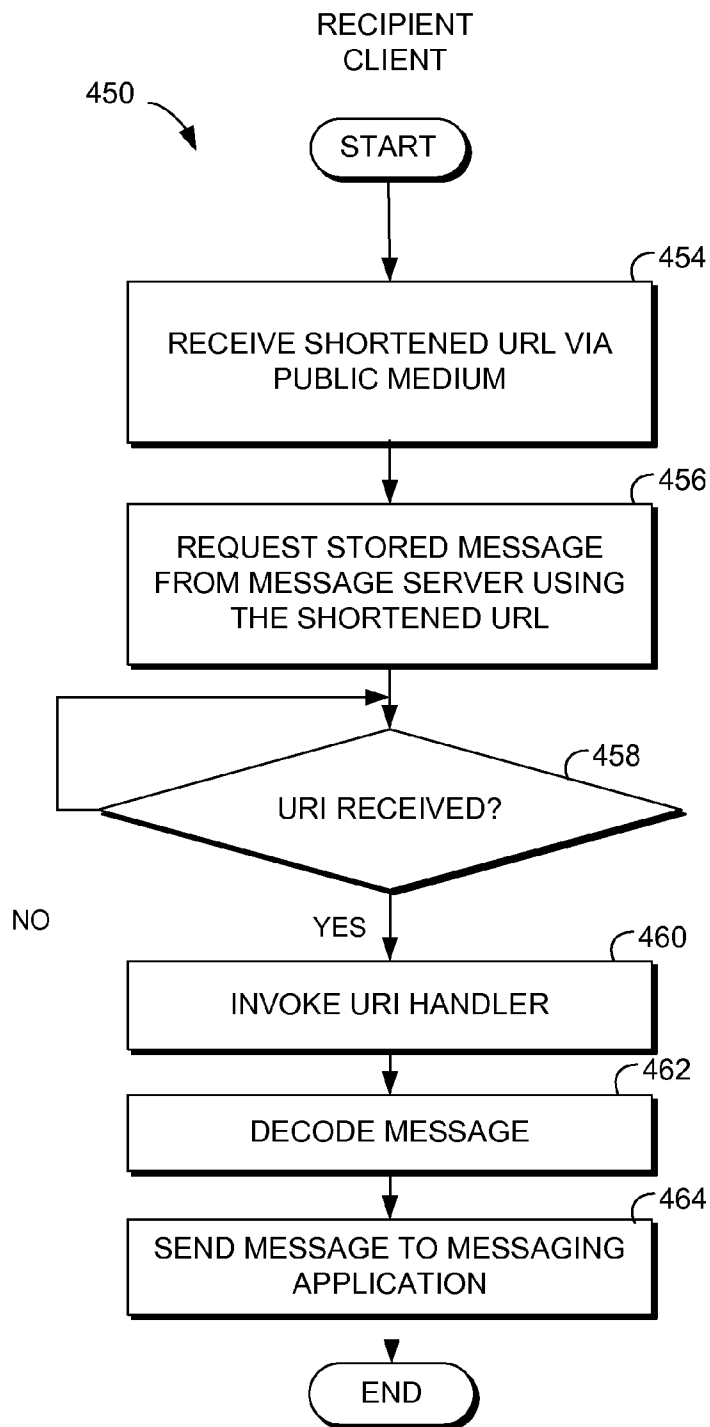 RECIPIENT
CLIENT
450
START
454
RECEIVE SHORTENED URL VIA
PUBLIC MEDIUM
456
REQUEST STORED MESSAGE
FROM MESSAGE SERVER USING
THE SHORTENED URL
458
URI RECEIVED?
NO
YES
460
INVOKE URI HANDLER
462
DECODE MESSAGE
464
SEND MESSAGE TO MESSAGING
APPLICATION
END